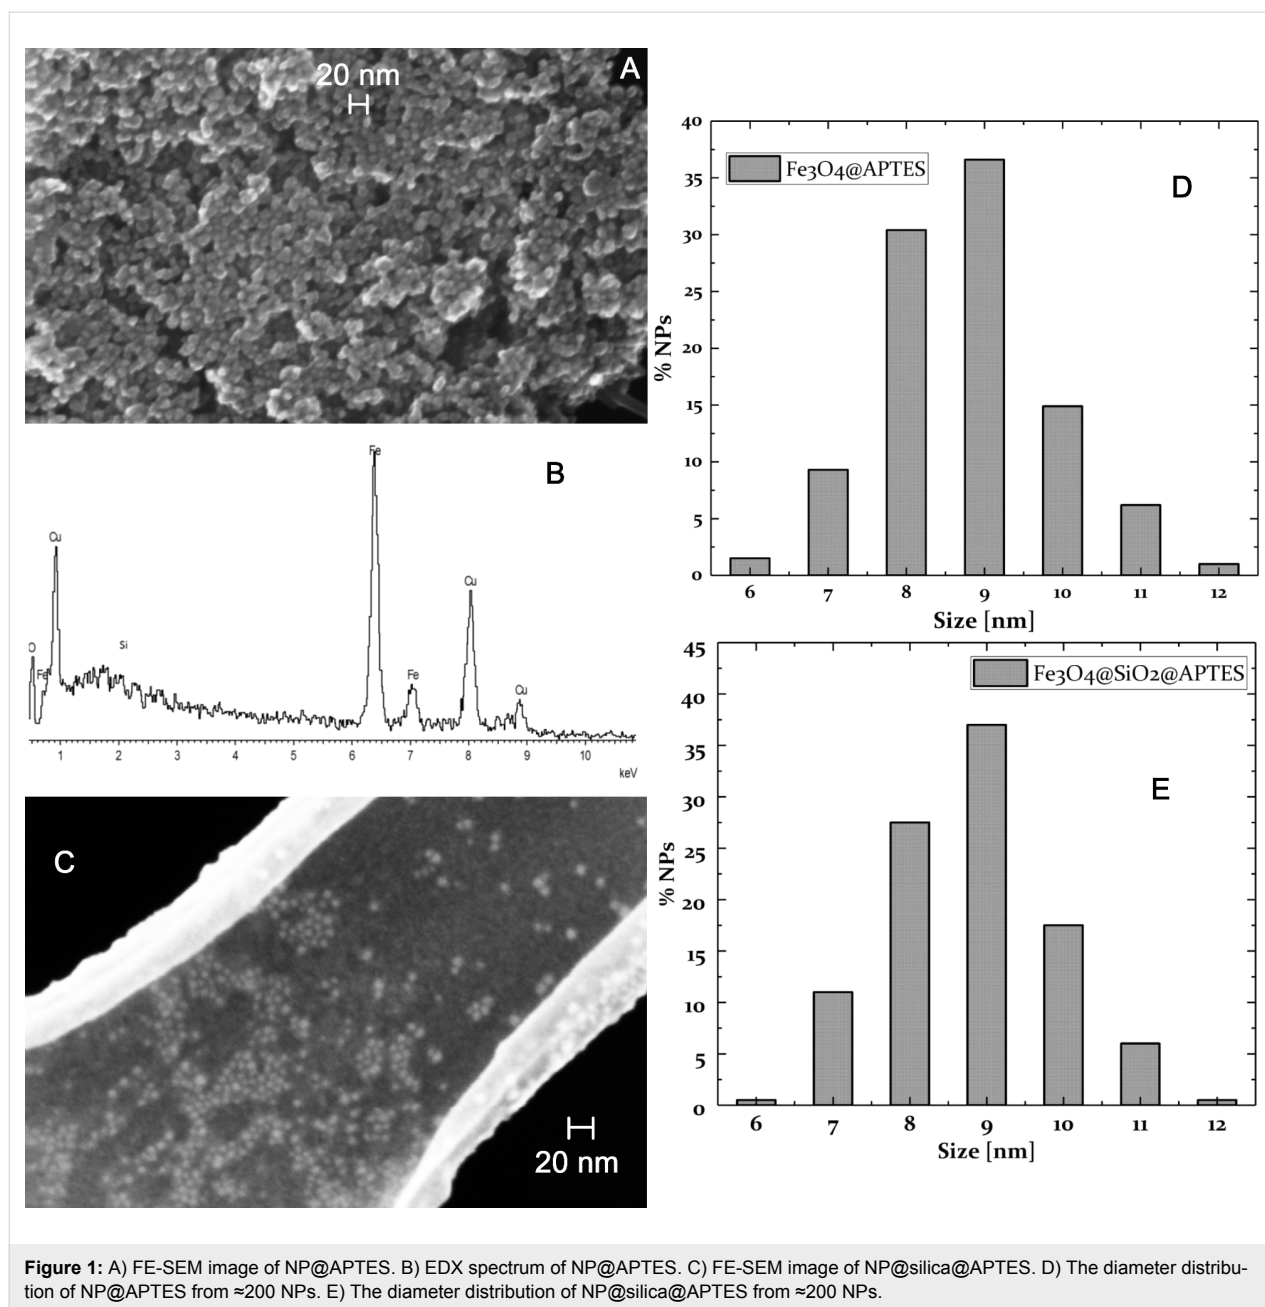 20 nm
A
B
O
Fe
Cu
Si
Fe
Fe
Cu
Cu
1 2 3 4 5 6 7 8 9 10
keV
C
20 nm
40
35
30
25
20
15
10
5
0
% NPs
Fe3O4@APTES
D
6 7 8 9 10 11 12
Size [nm]
45
40
35
30
25
20
15
10
5
0
% NPs
Fe3O4@SiO2@APTES
E
6 7 8 9 10 11 12
Size [nm]
Figure 1: A) FE-SEM image of NP@APTES. B) EDX spectrum of NP@APTES. C) FE-SEM image of NP@silica@APTES. D) The diameter distribu-
tion of NP@APTES from ≈200 NPs. E) The diameter distribution of NP@silica@APTES from ≈200 NPs.